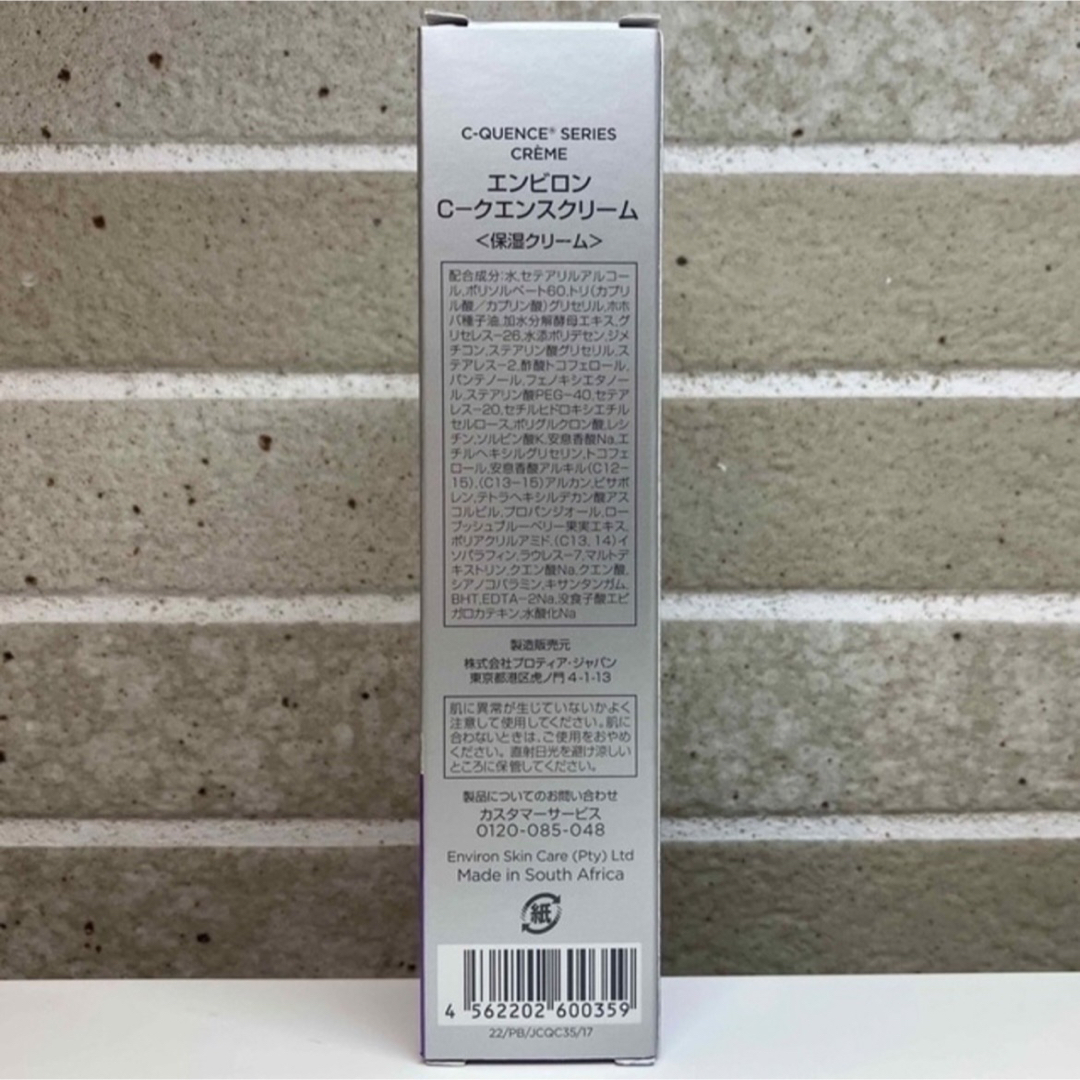 C-QUENCE® SERIES
CRÈME
エンビロン
C−クエンスクリーム
＜保湿クリーム＞
配合成分:水,セテアリルアルコー
ル,ポリソルベート60,トリ(カプリ
ル酸／カプリン酸)グリセリル,ホホ
バ種子油,加水分解酵母エキス,グ
リセレス−26,水添ポリデセン,ジメ
チコン,ステアリン酸グリセリル,ス
テアレス−2,酢酸トコフェロール,
パンテノール,フェノキシエタノー
ル,ステアリン酸PEG−40,セテア
レス−20,セチルヒドロキシエチル
セルロース,ポリグルクロン酸,レシ
チン,ソルビン酸K,安息香酸Na,エ
チルヘキシルグリセリン,トコフェ
ロール,安息香酸アルキル(C12−
15),(C13−15)アルカン,ビサボ
レン,テトラヘキシルデカン酸アス
コルビル,プロパンジオール,ロー
ブッシュブルーベリー果実エキス,
ポリアクリルアミド,(C13, 14)イ
ソパラフィン,ラウレス−7,マルトデ
キストリン,クエン酸Na,クエン酸,
シアノコバラミン,キサンタンガム,
BHT,EDTA−2Na,没食子酸エピ
ガロカテキン,水酸化Na
製造販売元
株式会社プロティア・ジャパン
東京都港区虎ノ門 4-1-13
肌に異常が生じていないかよく
注意して使用してください。肌に
合わないときは、ご使用をおやめ
ください。直射日光を避け涼しい
ところに保管してください。
製品についてのお問い合わせ
カスタマーサービス
0120-085-048
Environ Skin Care (Pty) Ltd
Made in South Africa
紙
4 562202 600359
22/PB/JCQC35/17